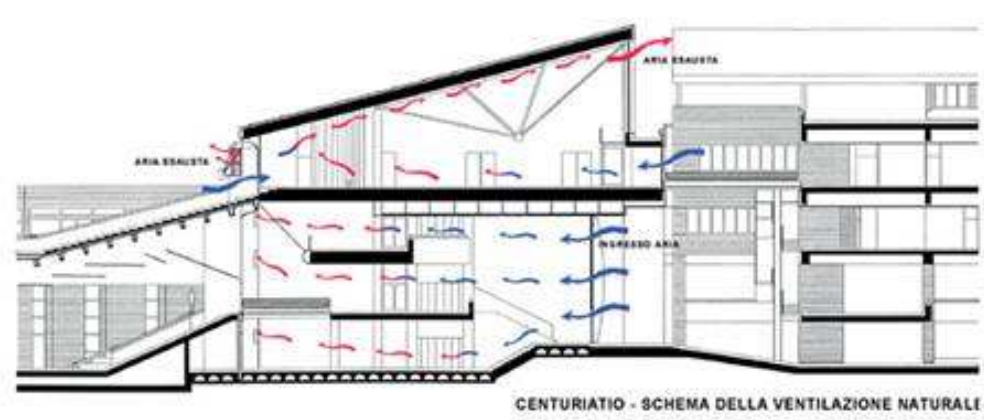 ARIA ESAUSTA
ARIA ESAUSTA
INGRESSO ARIA
CENTURIATIO - SCHEMA DELLA VENTILAZIONE NATURALE